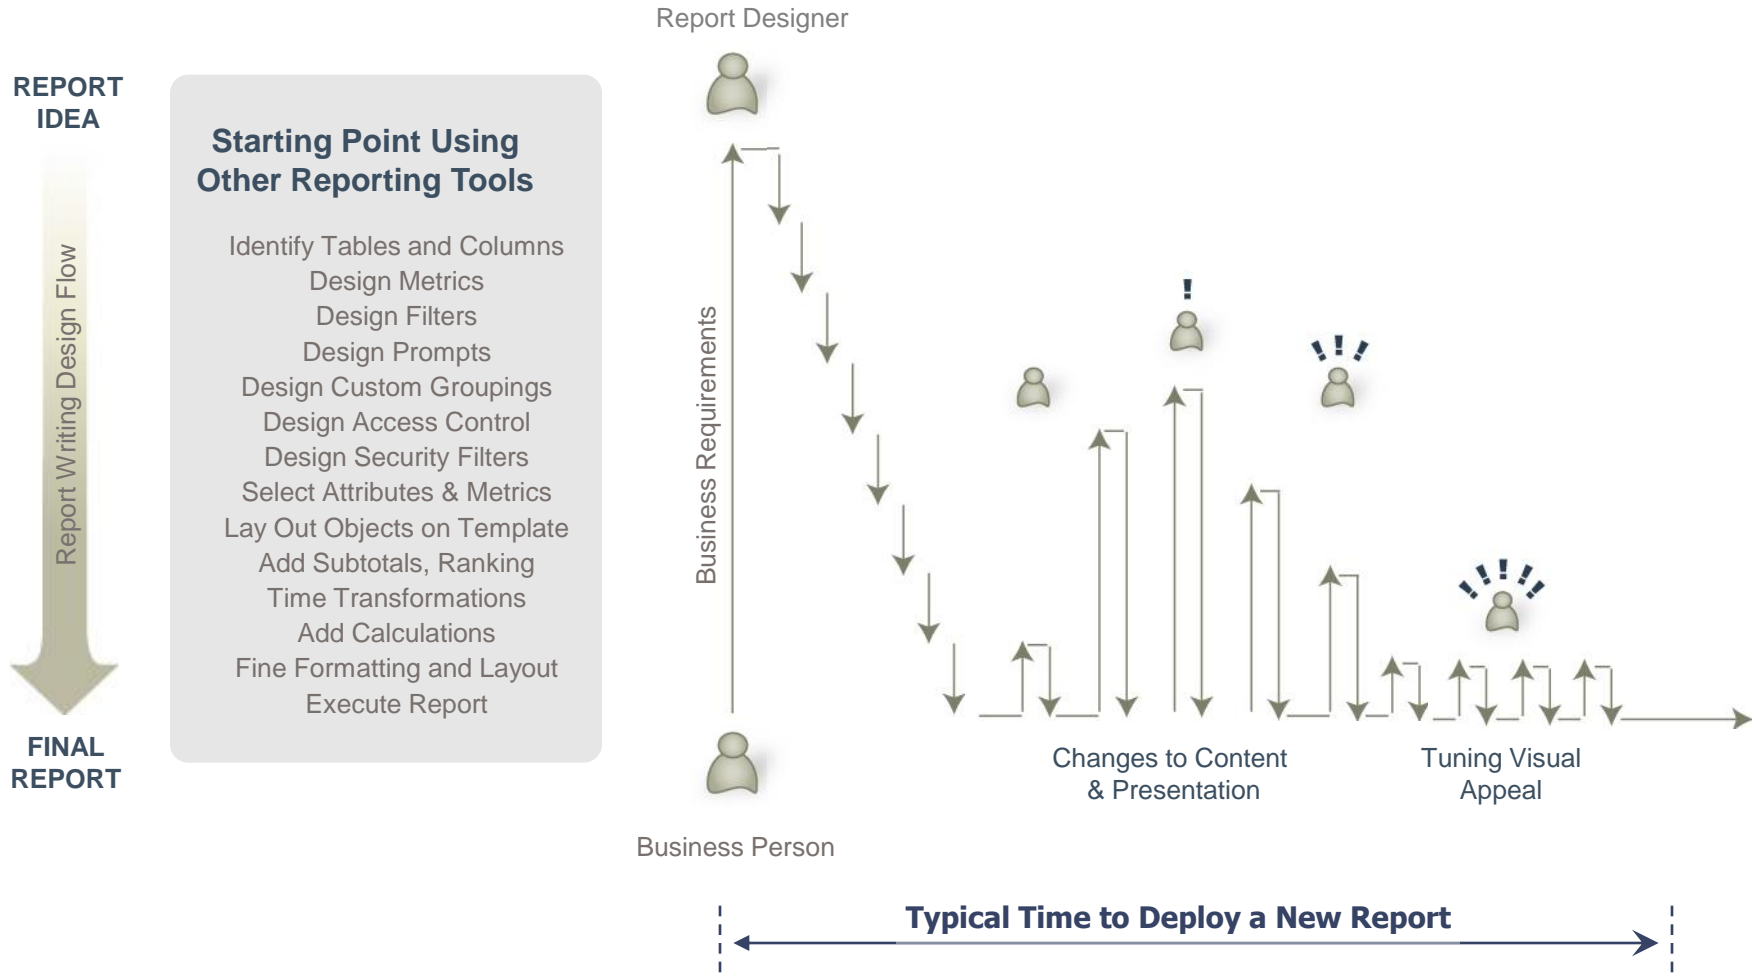 Report Designer
REPORT
IDEA
Report Writing Design Flow
FINAL
REPORT
Starting Point Using
Other Reporting Tools
Identify Tables and Columns
Design Metrics
Design Filters
Design Prompts
Design Custom Groupings
Design Access Control
Design Security Filters
Select Attributes & Metrics
Lay Out Objects on Template
Add Subtotals, Ranking
Time Transformations
Add Calculations
Fine Formatting and Layout
Execute Report
Business Requirements
Business Person
Changes to Content
& Presentation
Tuning Visual
Appeal
Typical Time to Deploy a New Report